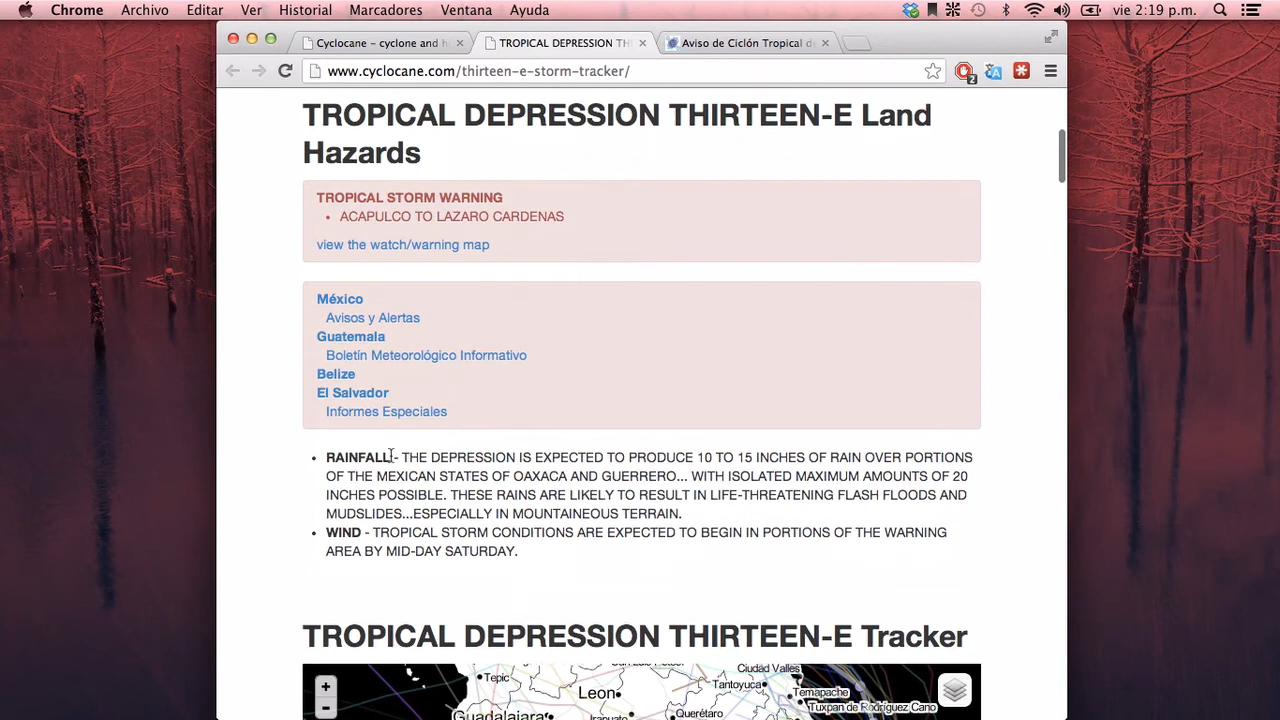 Chrome Archivo Editar Ver Historial Marcadores Ventana Ayuda vie 2:19 p.m.
Cyclocane – cyclone and h TROPICAL DEPRESSION TH Aviso de Ciclón Tropical d
www.cyclocane.com/thirteen-e-storm-tracker/
2
TROPICAL DEPRESSION THIRTEEN-E Land
Hazards
TROPICAL STORM WARNING
• ACAPULCO TO LAZARO CARDENAS
view the watch/warning map
México
Avisos y Alertas
Guatemala
Boletín Meteorológico Informativo
Belize
El Salvador
Informes Especiales
• RAINFALL - THE DEPRESSION IS EXPECTED TO PRODUCE 10 TO 15 INCHES OF RAIN OVER PORTIONS
OF THE MEXICAN STATES OF OAXACA AND GUERRERO... WITH ISOLATED MAXIMUM AMOUNTS OF 20
INCHES POSSIBLE. THESE RAINS ARE LIKELY TO RESULT IN LIFE-THREATENING FLASH FLOODS AND
MUDSLIDES...ESPECIALLY IN MOUNTAINEOUS TERRAIN.
• WIND - TROPICAL STORM CONDITIONS ARE EXPECTED TO BEGIN IN PORTIONS OF THE WARNING
AREA BY MID-DAY SATURDAY.
TROPICAL DEPRESSION THIRTEEN-E Tracker
+
-
Ciudad Valles
Tepic
Tantoyuca
Leon
Temapache
Tuxpan de Rodríguez Cano
Guadalajara
Irapuato
Querétaro